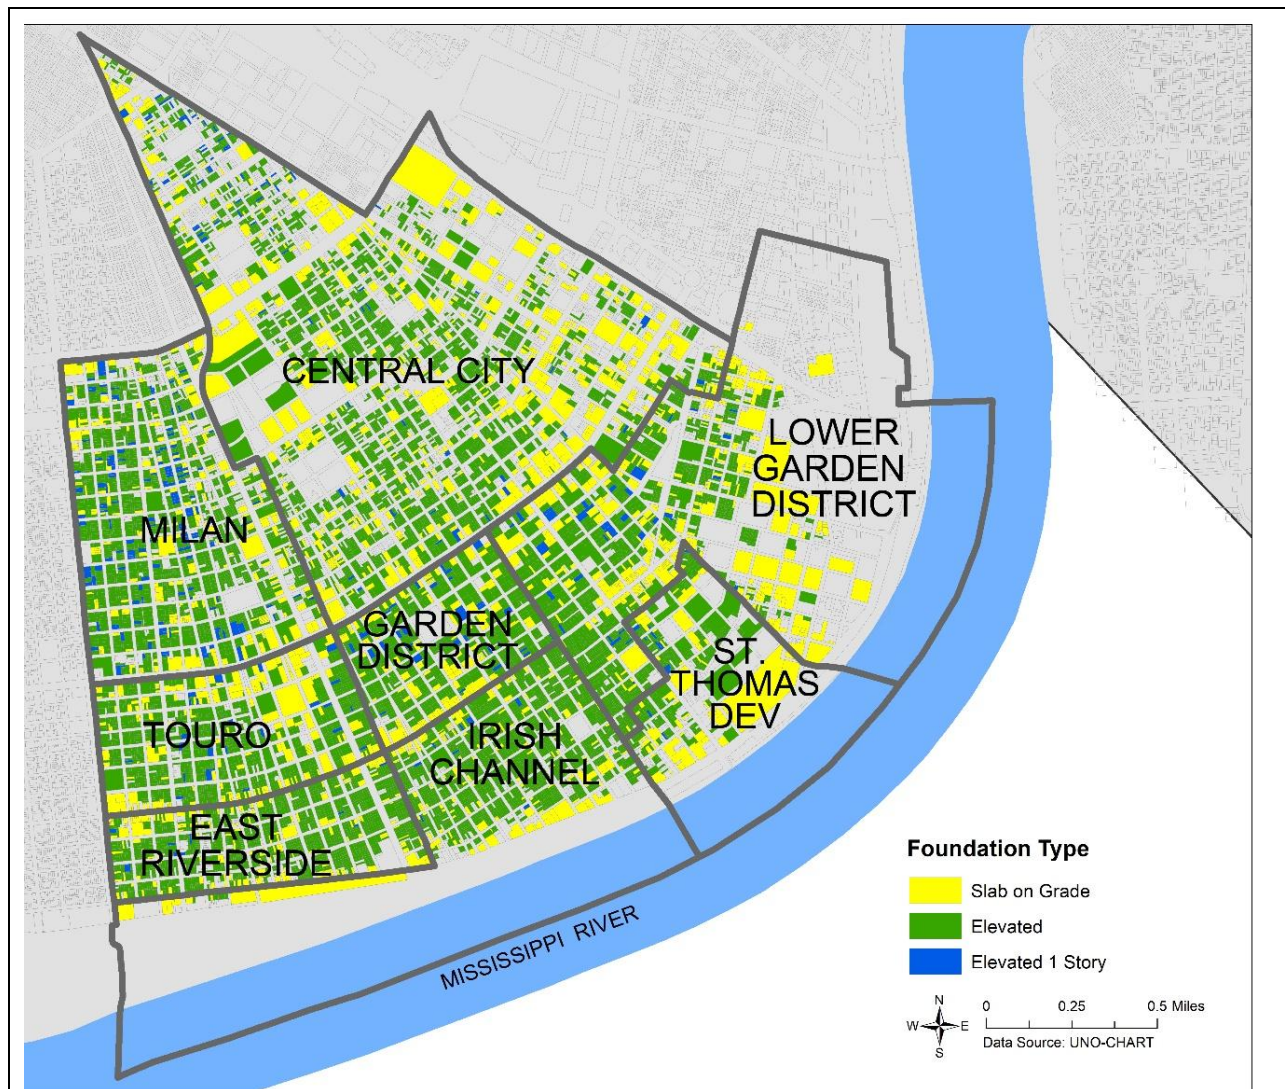 CENTRAL CITY
LOWER
GARDEN
DISTRICT
MILAN
GARDEN
DISTRICT
ST.
THOMAS
DEV
TOURO
IRISH
CHANNEL
EAST
RIVERSIDE
MISSISSIPPI RIVER
Foundation Type
Slab on Grade
Elevated
Elevated 1 Story
N
W E
S
0 0.25 0.5 Miles
Data Source: UNO-CHART